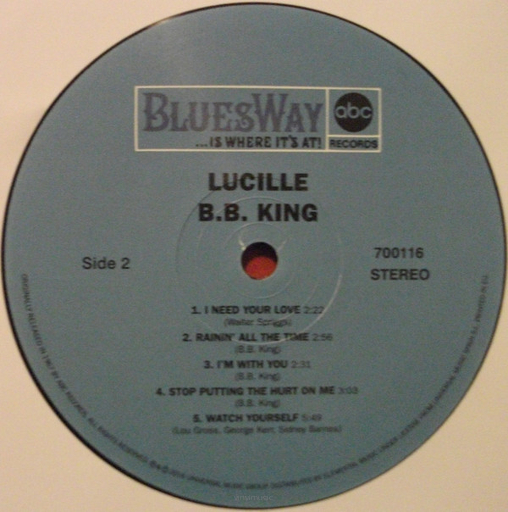 BLUESWAY
...IS WHERE IT'S AT!
abc
RECORDS
LUCILLE
B.B. KING
Side 2
700116
STEREO
1. I NEED YOUR LOVE 2:22
(Walter Spriggs)
2. RAININ' ALL THE TIME 2:56
(B.B. King)
3. I'M WITH YOU 2:31
(B.B. King)
4. STOP PUTTING THE HURT ON ME 3:03
(B.B. King)
5. WATCH YOURSELF 5:49
(Lou Gross, George Kerr, Sidney Barnes)